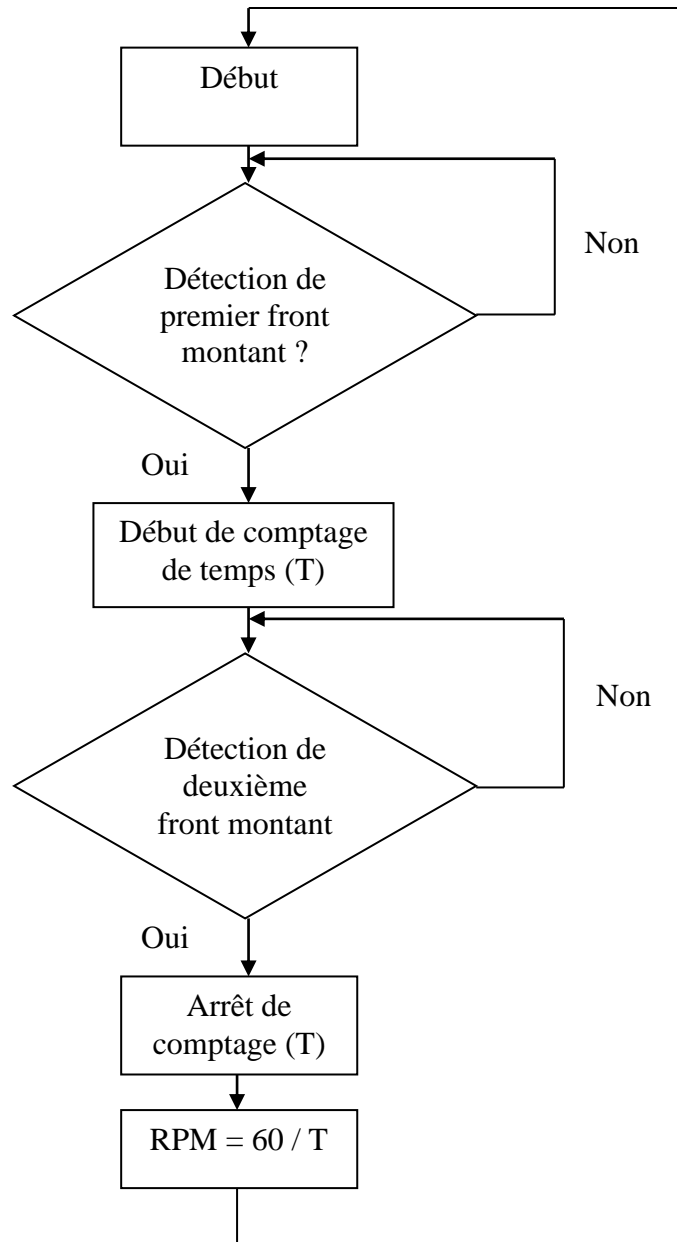 Début
Non
Détection de
premier front
montant ?
Oui
Début de comptage
de temps (T)
Non
Détection de
deuxième
front montant
Oui
Arrêt de
comptage (T)
RPM = 60 / T